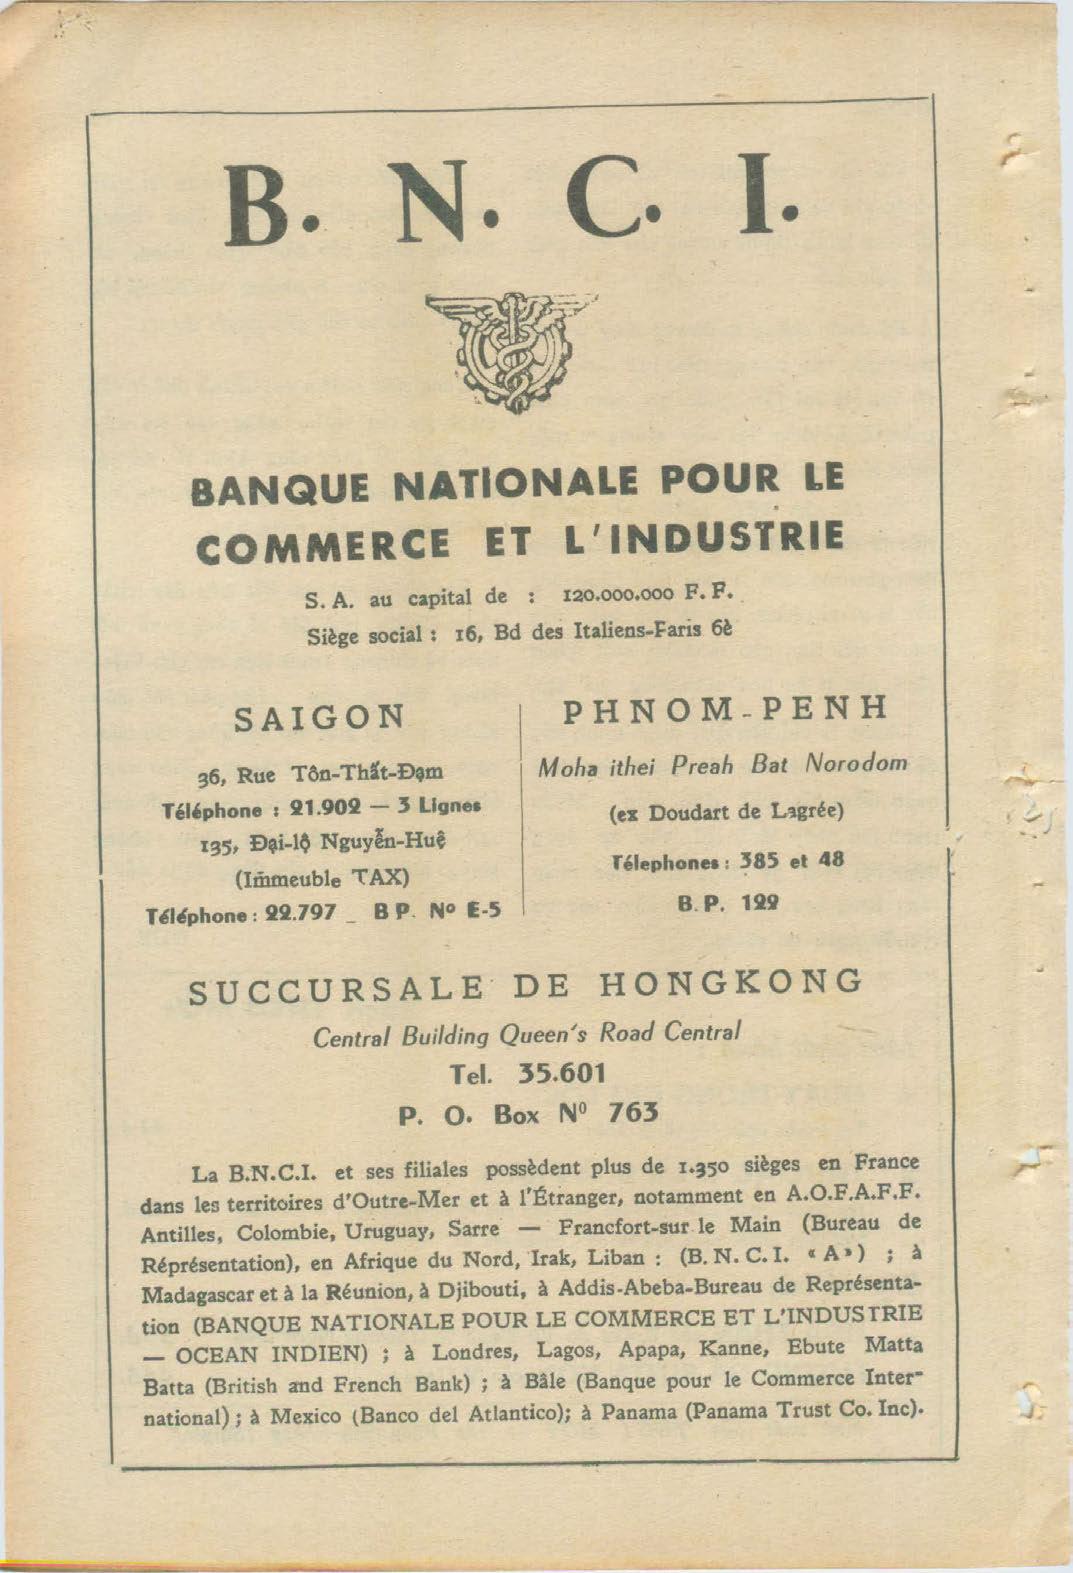 B. N. C. I.
BANQUE NATIONALE POUR LE
COMMERCE ET L'INDUSTRIE
S. A. au capital de : 120.000.000 F. F.
Siège social : 16, Bd des Italiens-Faris 6è
SAIGON
36, Rue Tôn-Thất-Đạm
Téléphone : 21.902 — 3 Lignes
135, Đại-lộ Nguyễn-Huệ
(Immeuble TAX)
Téléphone : 22.797 _ B P. Nº E-5
PHNOM-PENH
Moha ithei Preah Bat Norodom
(ex Doudart de Lagrée)
Télephones : 385 et 48
B. P. 122
SUCCURSALE DE HONGKONG
Central Building Queen's Road Central
Tel. 35.601
P. O. Box Nº 763
La B.N.C.I. et ses filiales possèdent plus de 1.350 sièges en France
dans les territoires d'Outre-Mer et à l'Étranger, notamment en A.O.F.A.F.F.
Antilles, Colombie, Uruguay, Sarre — Francfort-sur le Main (Bureau de
Réprésentation), en Afrique du Nord, Irak, Liban : (B. N. C. I. « A ») ; à
Madagascar et à la Réunion, à Djibouti, à Addis-Abeba-Bureau de Représenta-
tion (BANQUE NATIONALE POUR LE COMMERCE ET L'INDUSTRIE
— OCEAN INDIEN) ; à Londres, Lagos, Apapa, Kanne, Ebute Matta
Batta (British and French Bank) ; à Bâle (Banque pour le Commerce Inter-
national) ; à Mexico (Banco del Atlantico); à Panama (Panama Trust Co. Inc).